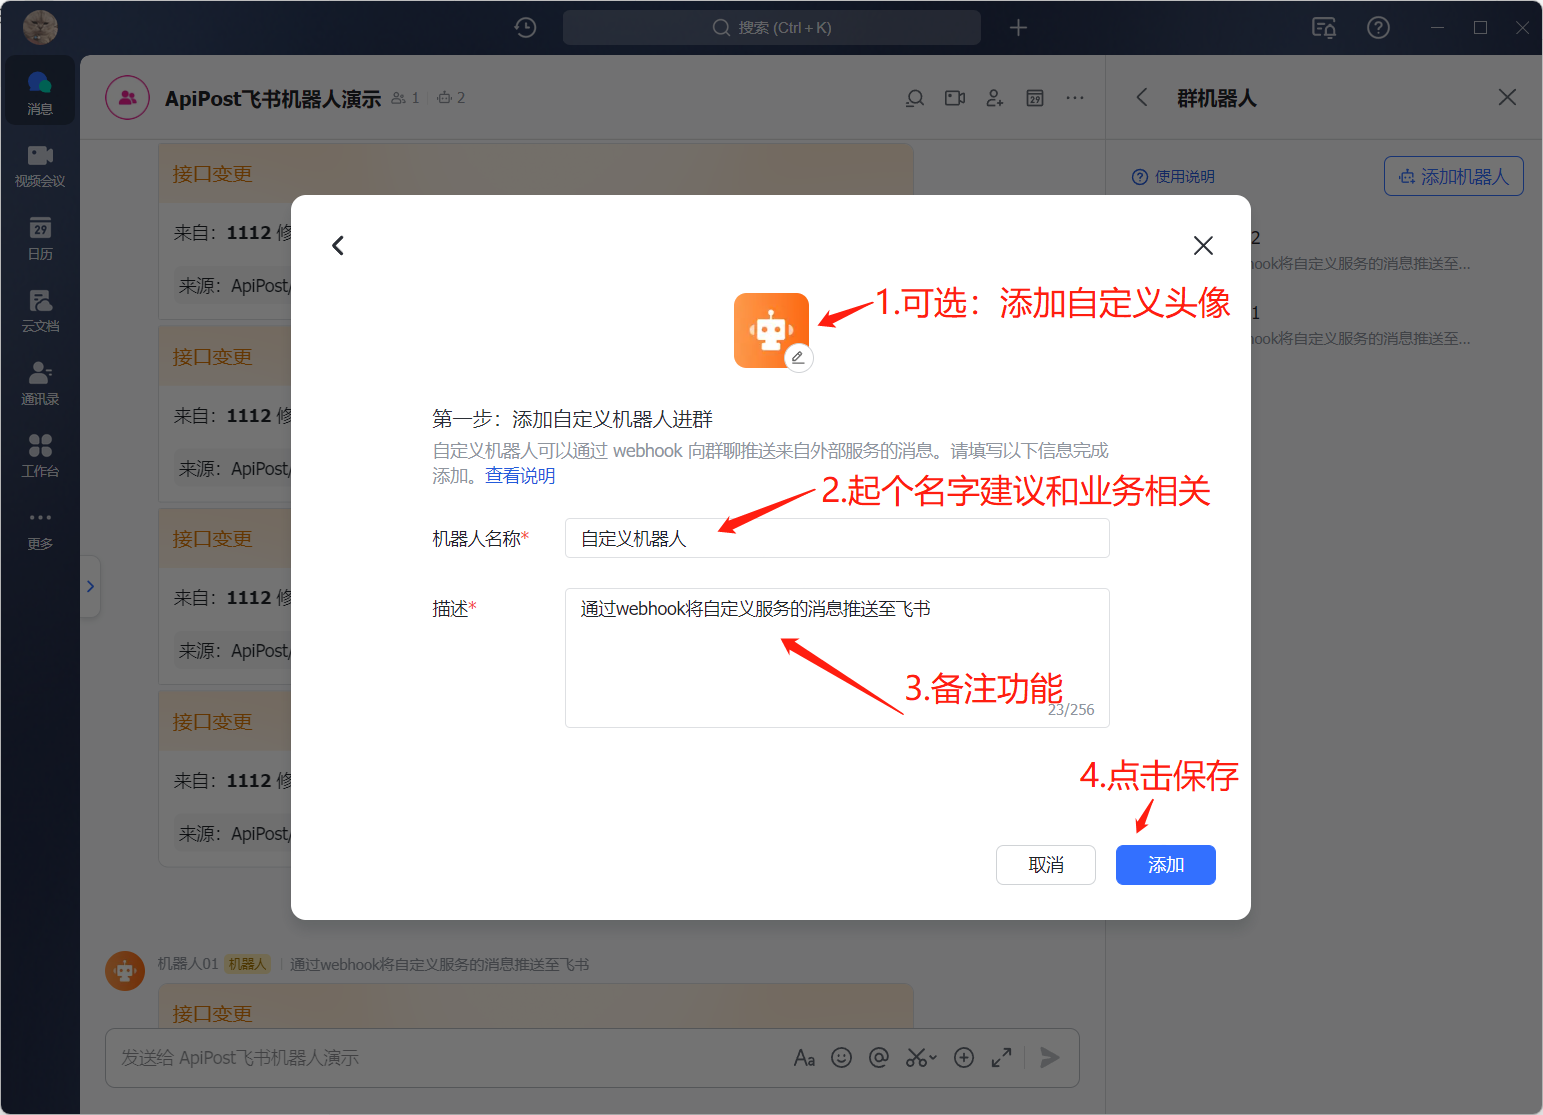 搜索 (Ctrl + K)
消息
视频会议
29
日历
云文档
通讯录
工作台
更多
ApiPost飞书机器人演示
1
2
29
群机器人
使用说明
添加机器人
2
hook将自定义服务的消息推送至...
1
hook将自定义服务的消息推送至...
接口变更
来自：1112 修
来源：ApiPost/
接口变更
来自：1112 修
来源：ApiPost/
接口变更
来自：1112 修
来源：ApiPost/
接口变更
来自：1112 修
来源：ApiPost/
1.可选：添加自定义头像
第一步：添加自定义机器人进群
自定义机器人可以通过 webhook 向群聊推送来自外部服务的消息。请填写以下信息完成
添加。查看说明
2.起个名字建议和业务相关
机器人名称*
自定义机器人
描述*
通过webhook将自定义服务的消息推送至飞书
3.备注功能
23/256
4.点击保存
取消
添加
机器人01
机器人
通过webhook将自定义服务的消息推送至飞书
接口变更
发送给 ApiPost飞书机器人演示
Aa